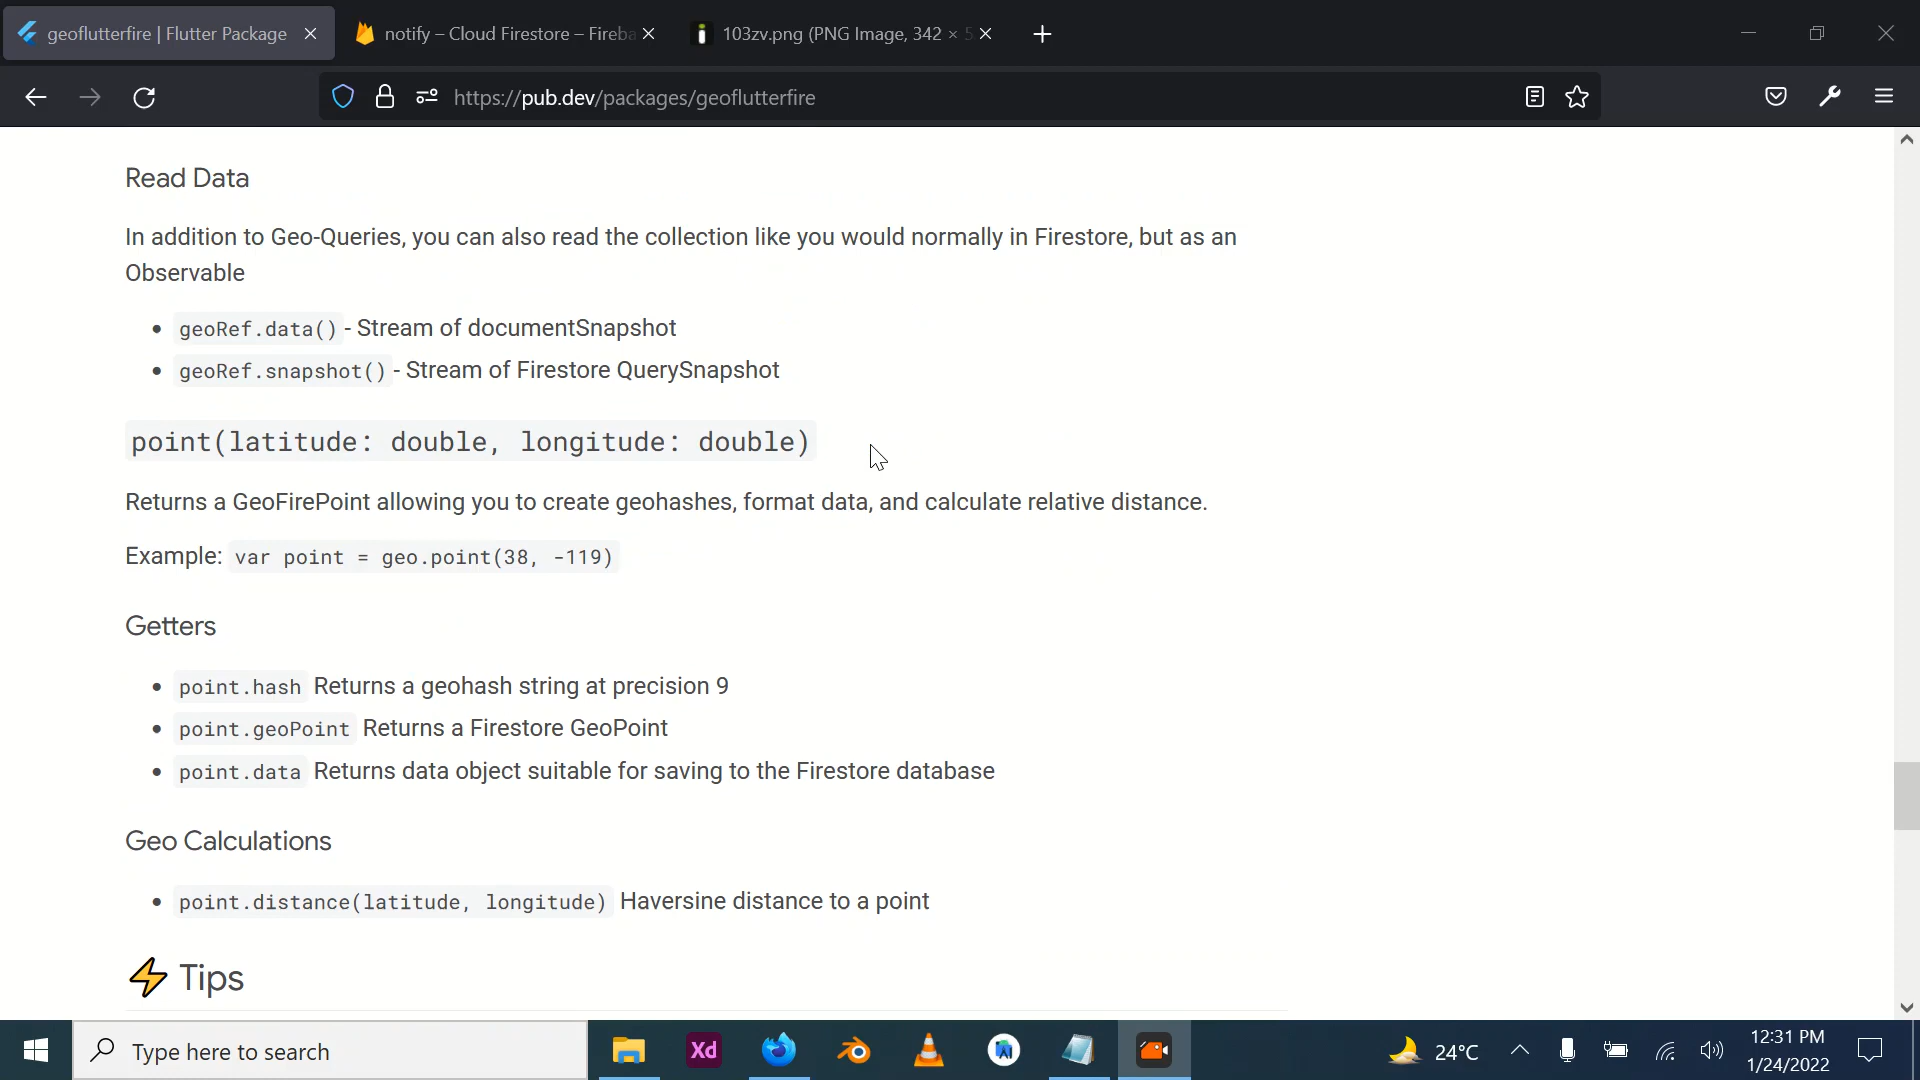 geoflutterfire | Flutter Package
notify – Cloud Firestore – Fireba
103zv.png (PNG Image, 342 × 5
https://pub.dev/packages/geoflutterfire
Read Data
In addition to Geo-Queries, you can also read the collection like you would normally in Firestore, but as an
Observable
geoRef.data() - Stream of documentSnapshot
geoRef.snapshot() - Stream of Firestore QuerySnapshot
point(latitude: double, longitude: double)
Returns a GeoFirePoint allowing you to create geohashes, format data, and calculate relative distance.
Example: var point = geo.point(38, -119)
Getters
point.hash Returns a geohash string at precision 9
point.geoPoint Returns a Firestore GeoPoint
point.data Returns data object suitable for saving to the Firestore database
Geo Calculations
point.distance(latitude, longitude) Haversine distance to a point
⚡ Tips
Type here to search
Xd
24°C
12:31 PM
1/24/2022